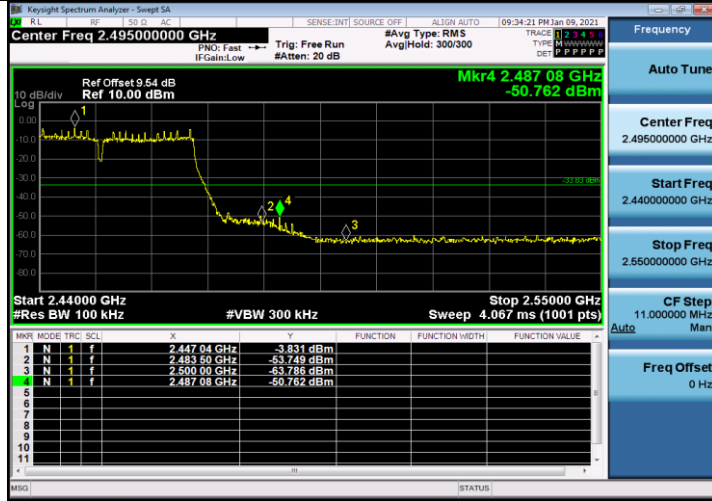 Keysight Spectrum Analyzer - Swept SA
RL RF 50 Ω AC SENSE:INT SOURCE OFF ALIGN AUTO 09:34:21 PM Jan 09, 2021
Center Freq 2.495000000 GHz
PNO: Fast
IFGain:Low
Trig: Free Run
#Atten: 20 dB
#Avg Type: RMS
Avg|Hold: 300/300
TRACE 1 2 3 4 5 6
TYPE M WWWWW
DET P P P P P P
Frequency
Auto Tune
Center Freq
2.495000000 GHz
Start Freq
2.440000000 GHz
Stop Freq
2.550000000 GHz
CF Step
11.000000 MHz
Auto Man
Freq Offset
0 Hz
Ref Offset 9.54 dB
10 dB/div Ref 10.00 dBm
Log
Mkr4 2.487 08 GHz
-50.762 dBm
0.00
-10.0
-20.0
-30.0
-40.0
-50.0
-60.0
-70.0
-80.0
1
2
4
3
-33.83 dBm
Start 2.44000 GHz
Stop 2.55000 GHz
#Res BW 100 kHz
#VBW 300 kHz
Sweep 4.067 ms (1001 pts)
MKR MODE TRC SCL X Y FUNCTION FUNCTION WIDTH FUNCTION VALUE
1 N 1 f 2.447 04 GHz -3.831 dBm
2 N 1 f 2.483 50 GHz -53.749 dBm
3 N 1 f 2.500 00 GHz -63.786 dBm
4 N 1 f 2.487 08 GHz -50.762 dBm
5
6
7
8
9
10
11
MSG
STATUS